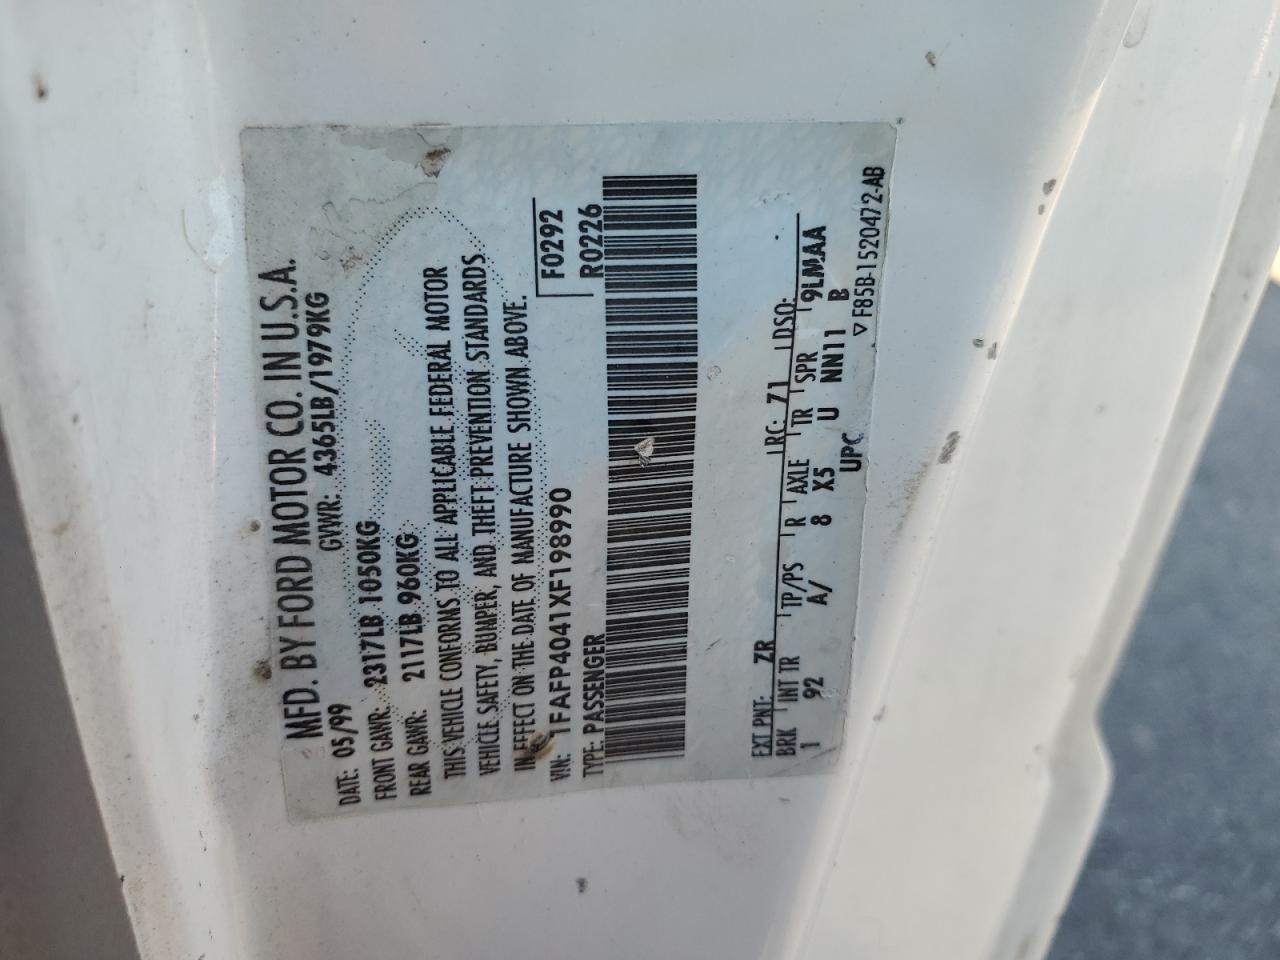 MFD. BY FORD MOTOR CO. IN U.S.A.
DATE: 05/99 GVWR: 4365LB/1979KG
FRONT GAWR: 2317LB 1050KG
REAR GAWR: 2117LB 960KG
THIS VEHICLE CONFORMS TO ALL APPLICABLE FEDERAL MOTOR
VEHICLE SAFETY, BUMPER, AND THEFT PREVENTION STANDARDS
IN EFFECT ON THE DATE OF MANUFACTURE SHOWN ABOVE.
VIN: 1FAFP4041XF198990 F0292
TYPE: PASSENGER R0226
EXT PNT: ZR RC: 71 DSO:
BRK INT TR TP/PS R AXLE TR SPR 9LMAA
1 92 A/ 8 X5 U NN11 B
UPC
▽ F85B-1520472-AB